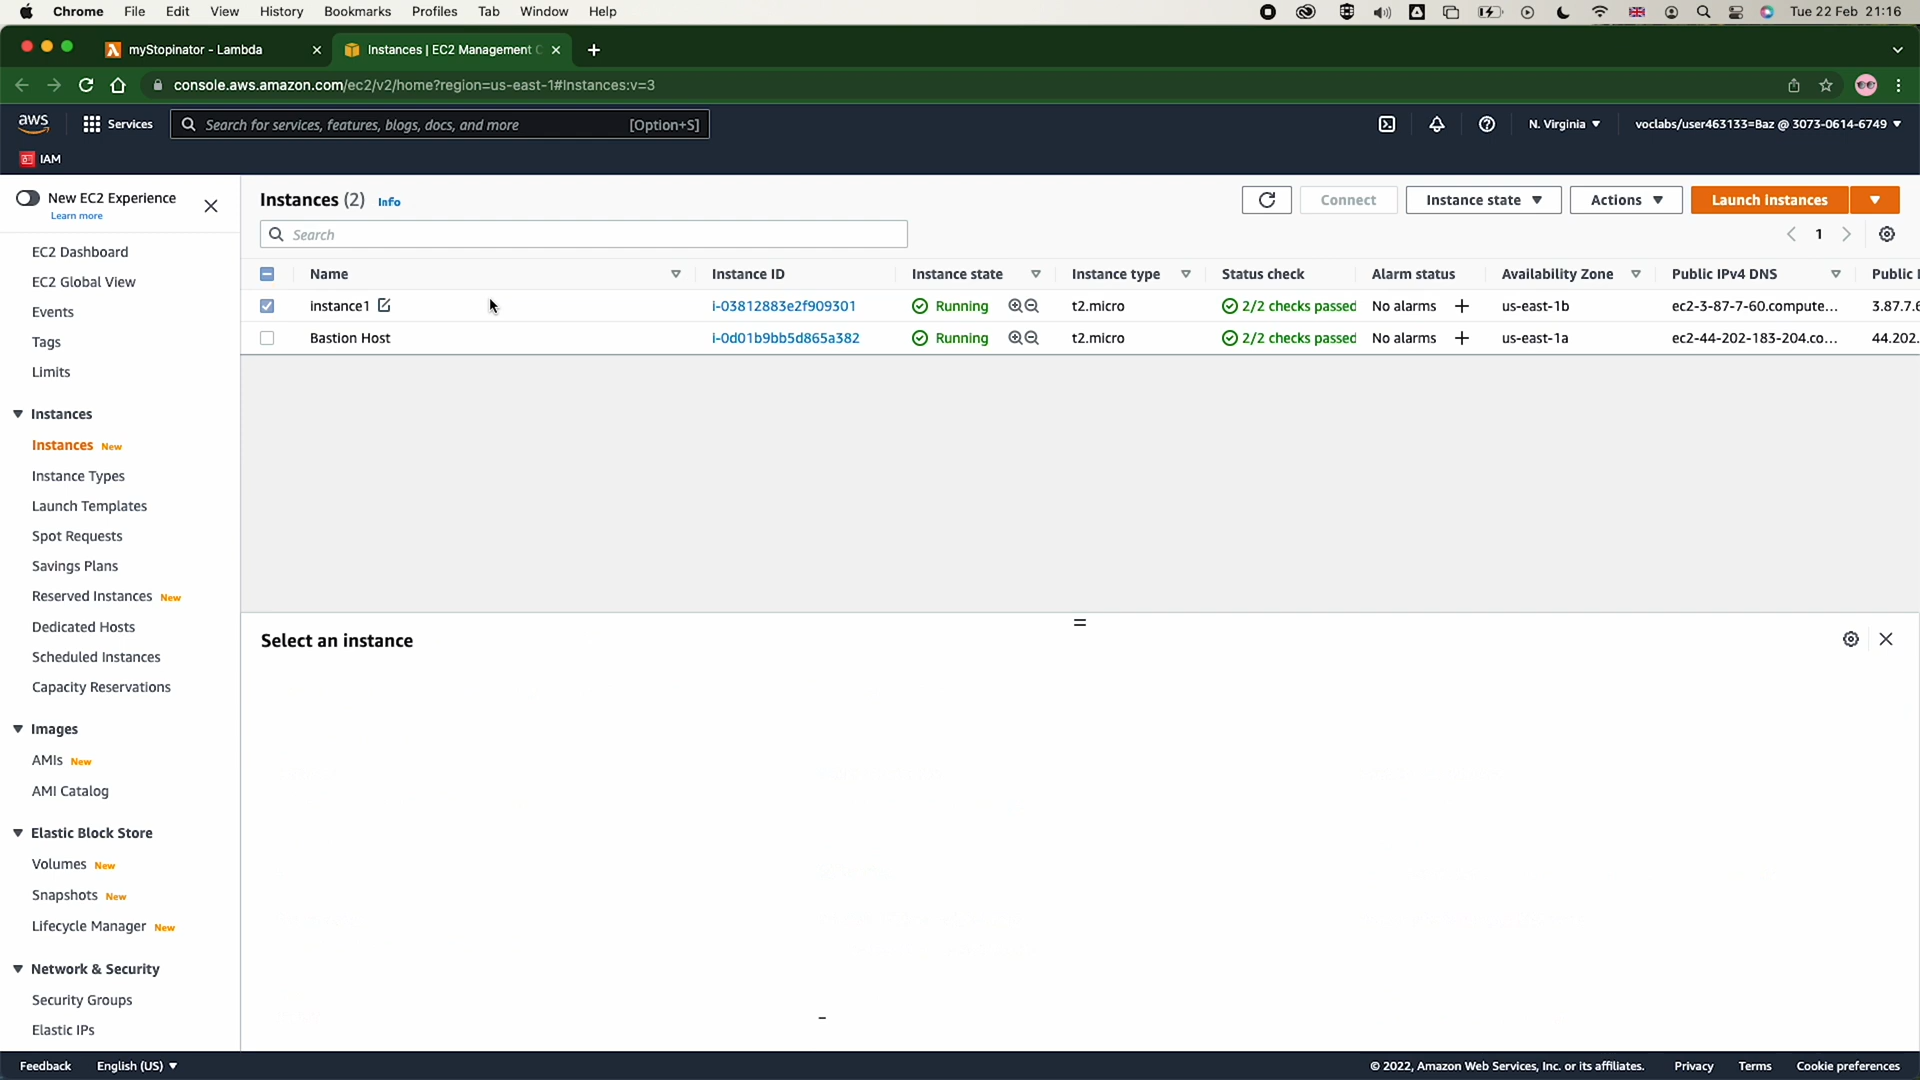 Chrome File Edit View History Bookmarks Profiles Tab Window Help Tue 22 Feb 21:16
myStopinator - Lambda Instances | EC2 Management C
console.aws.amazon.com/ec2/v2/home?region=us-east-1#Instances:v=3
aws Services Search for services, features, blogs, docs, and more [Option+S] N. Virginia voclabs/user463133=Baz @ 3073-0614-6749
IAM
New EC2 Experience
Learn more
EC2 Dashboard
EC2 Global View
Events
Tags
Limits
Instances
Instances New
Instance Types
Launch Templates
Spot Requests
Savings Plans
Reserved Instances New
Dedicated Hosts
Scheduled Instances
Capacity Reservations
Images
AMIs New
AMI Catalog
Elastic Block Store
Volumes New
Snapshots New
Lifecycle Manager New
Network & Security
Security Groups
Elastic IPs
Instances (2) Info Connect Instance state Actions Launch instances
Search 1
Name Instance ID Instance state Instance type Status check Alarm status Availability Zone Public IPv4 DNS Public I
instance1 i-03812883e2f909301 Running t2.micro 2/2 checks passed No alarms us-east-1b ec2-3-87-7-60.compute... 3.87.7.6
Bastion Host i-0d01b9bb5d865a382 Running t2.micro 2/2 checks passed No alarms us-east-1a ec2-44-202-183-204.co... 44.202.
Select an instance
Feedback English (US) © 2022, Amazon Web Services, Inc. or its affiliates. Privacy Terms Cookie preferences